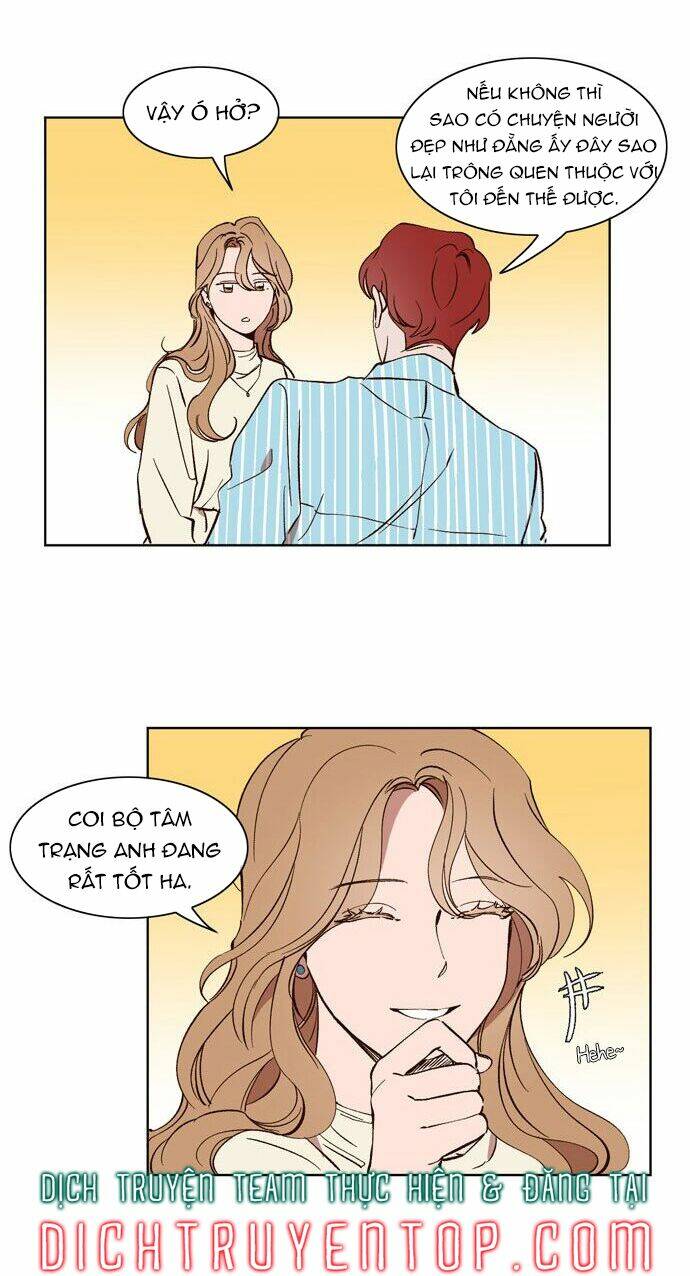 VẬY Ó HỞ?
NẾU KHÔNG THÌ
SAO CÓ CHUYỆN NGƯỜI
ĐẸP NHƯ ĐẰNG ẤY ĐÂY SAO
LẠI TRÔNG QUEN THUỘC VỚI
TÔI ĐẾN THẾ ĐƯỢC.
COI BỘ TÂM
TRẠNG ANH ĐANG
RẤT TỐT HA.
Hehe~
DỊCH TRUYỆN TEAM THỰC HIỆN & ĐĂNG TẠI
DICHTRUYENTOP.COM